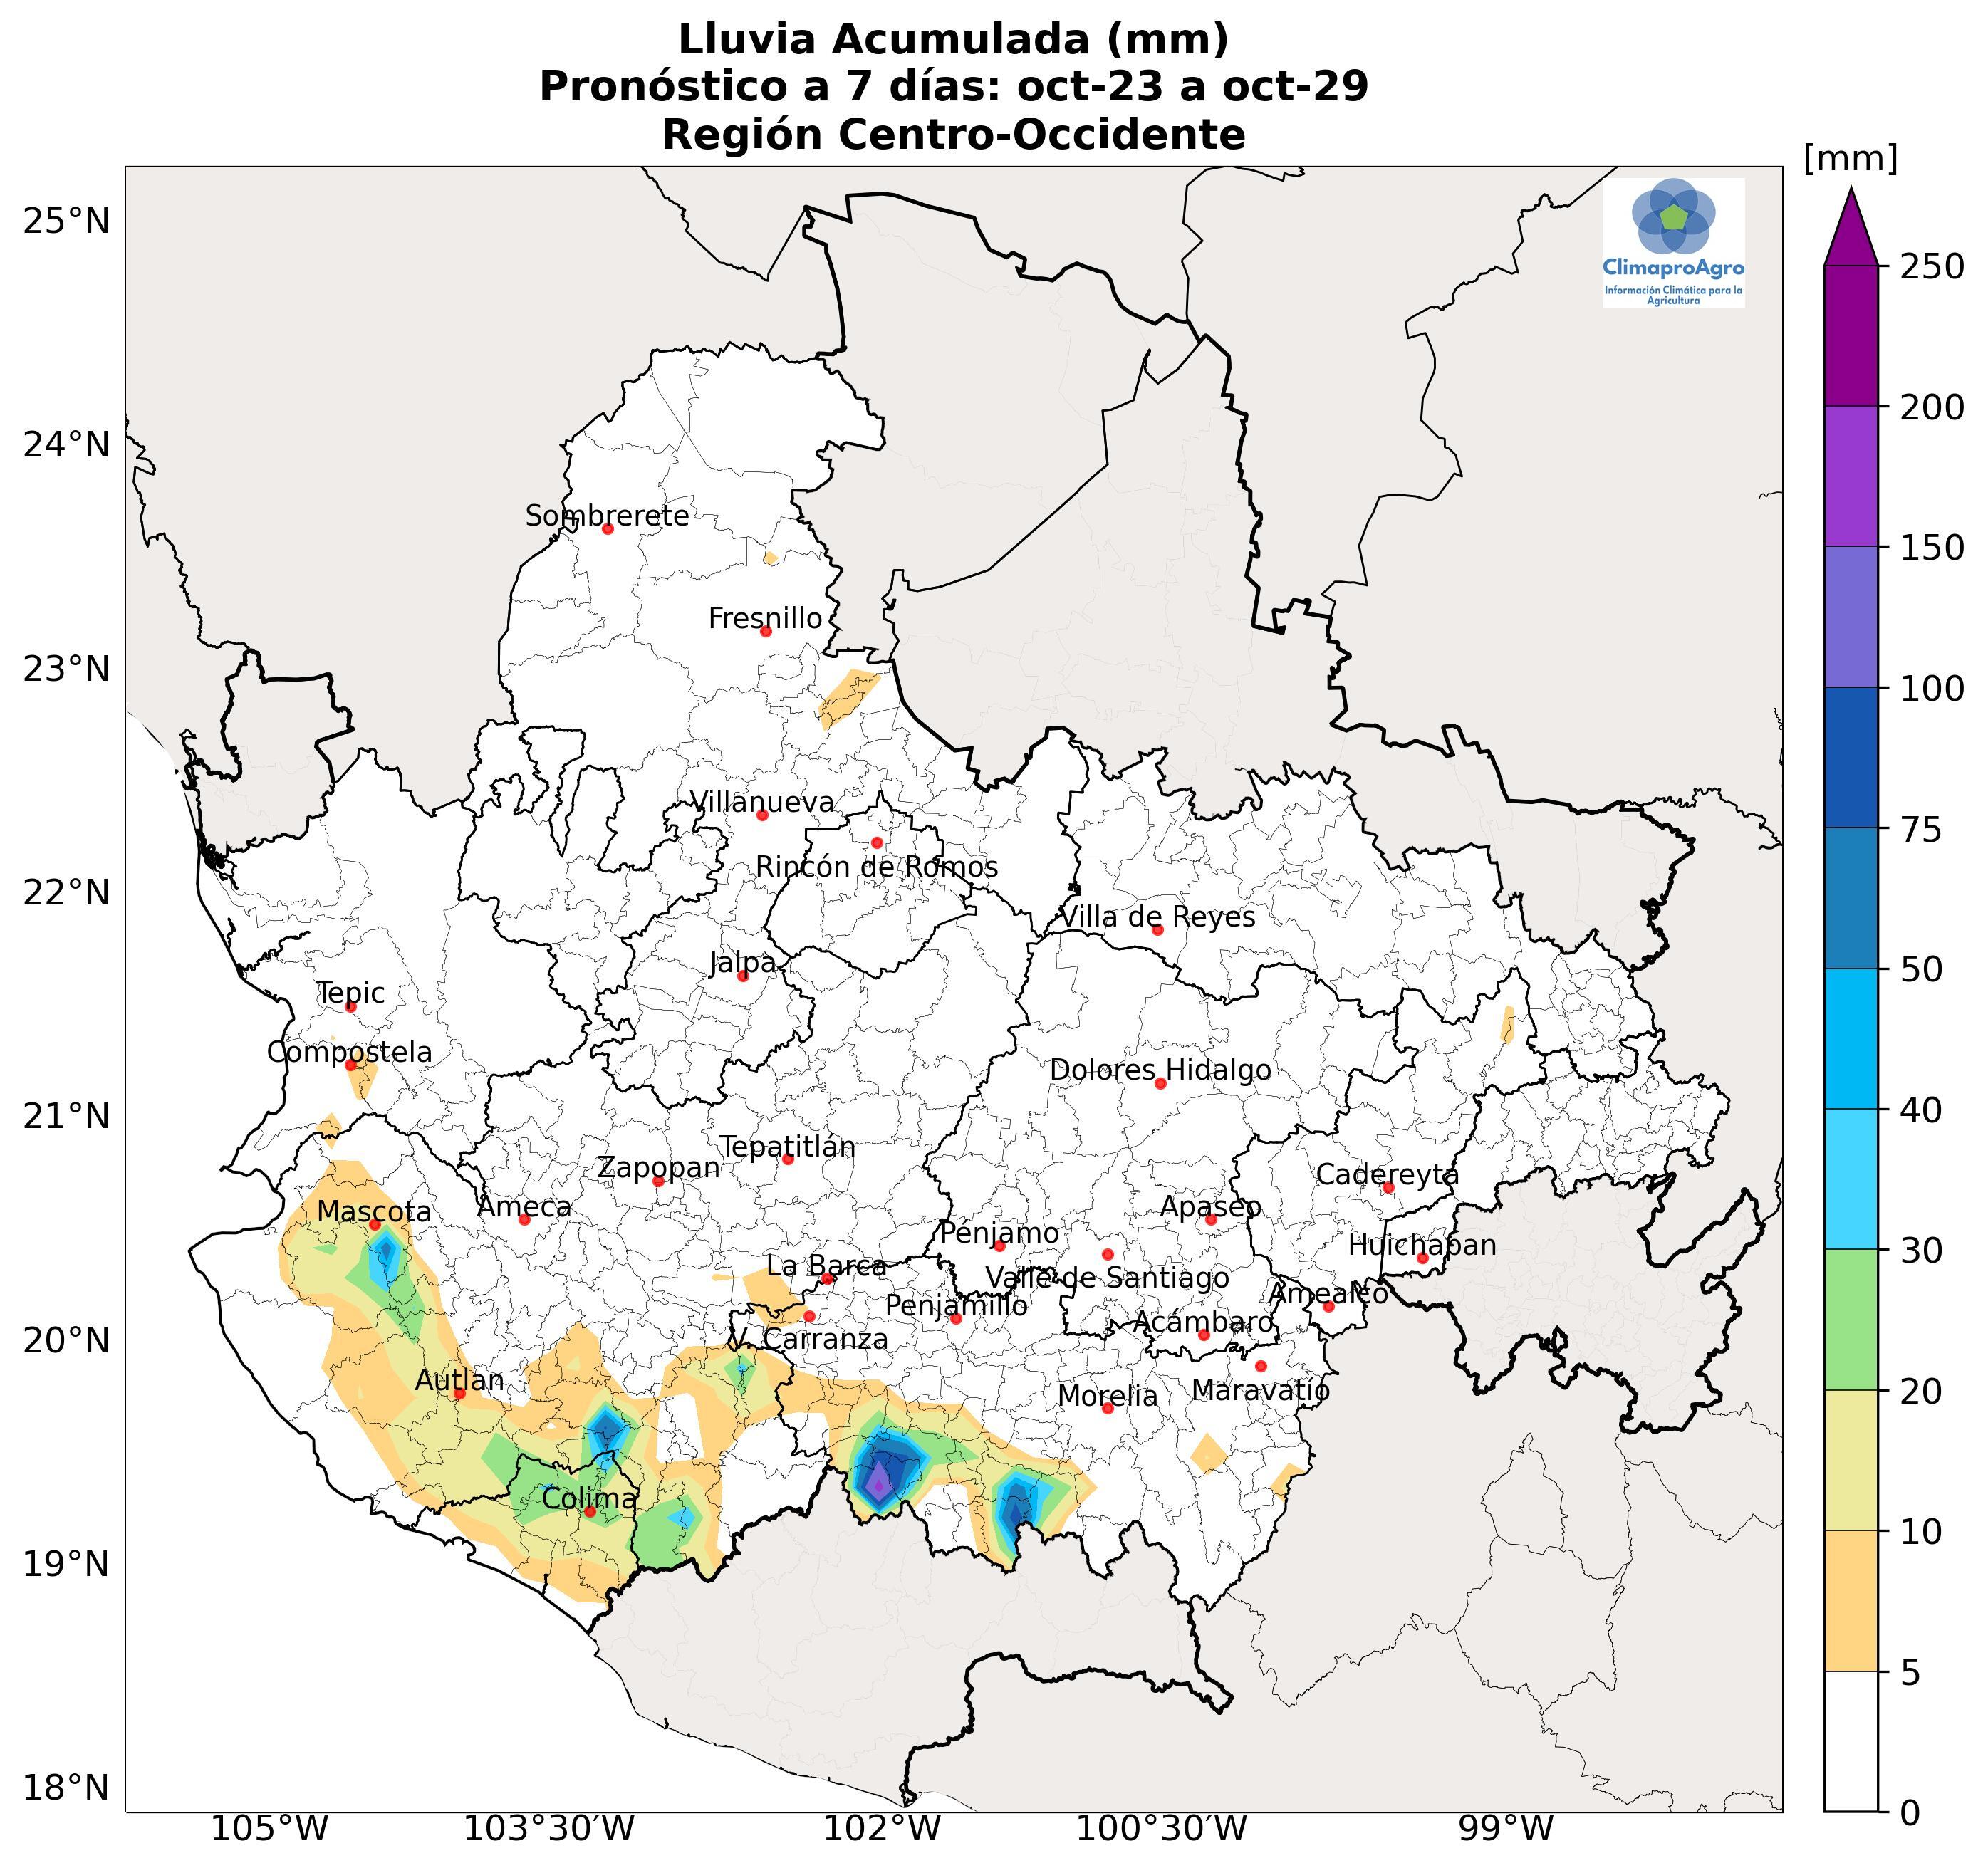 Lluvia Acumulada (mm)
Pronóstico a 7 días: oct-23 a oct-29
Región Centro-Occidente
[mm]
25°N
ClimaproAgro
Información Climática para la
Agricultura
250
24°N
200
Sombrerete
150
Fresnillo
23°N
100
Villanueva
75
Rincón de Romos
22°N
Villa de Reyes
Jalpa
50
Tepic
Compostela
Dolores Hidalgo
21°N
40
Tepatitlán
Zapopan
Cadereyta
Mascota
Ameca
Apaseo
Pénjamo
Huichapan
30
La Barca
Valle de Santiago
Amealco
Penjamillo
Acámbaro
20°N
V. Carranza
Autlán
Morelia
Maravatío
20
Colima
10
19°N
5
18°N
0
105°W
103°30'W
102°W
100°30'W
99°W